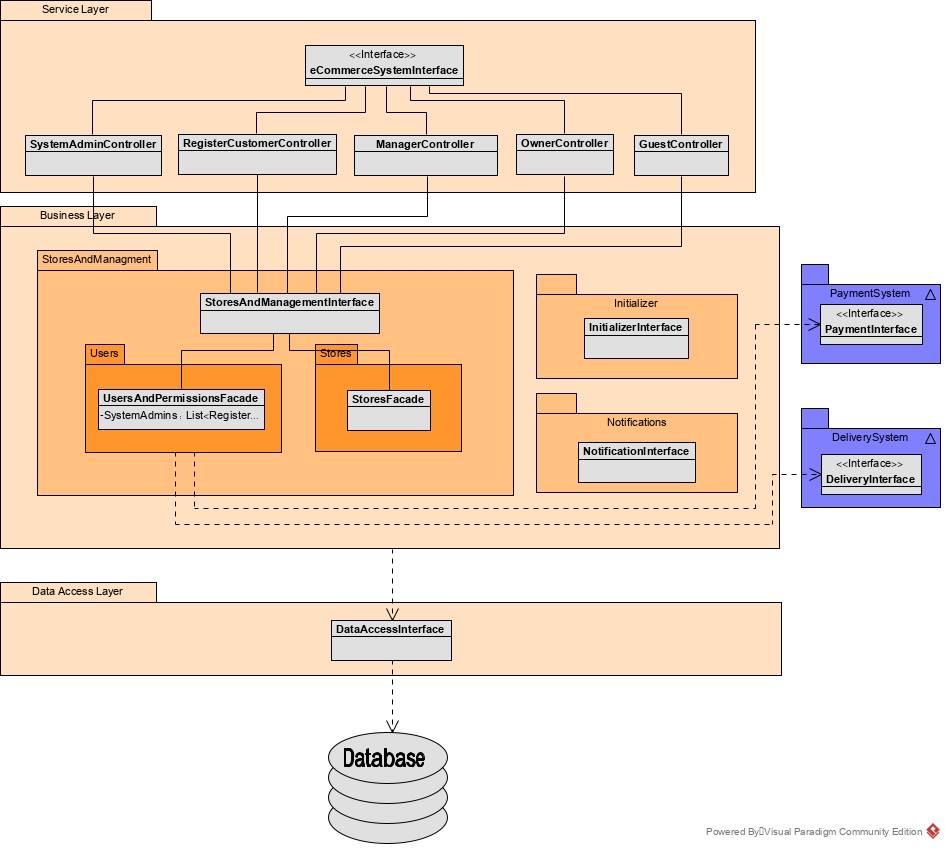 Service Layer
<<Interface>>
eCommerceSystemInterface
SystemAdminController
RegisterCustomerController
ManagerController
OwnerController
GuestController
Business Layer
StoresAndManagment
StoresAndManagementInterface
Users
UsersAndPermissionsFacade
-SystemAdmins : List<Register...
Stores
StoresFacade
Initializer
InitializerInterface
Notifications
NotificationInterface
PaymentSystem
<<Interface>>
PaymentInterface
DeliverySystem
<<Interface>>
DeliveryInterface
Data Access Layer
DataAccessInterface
Database
Powered By Visual Paradigm Community Edition